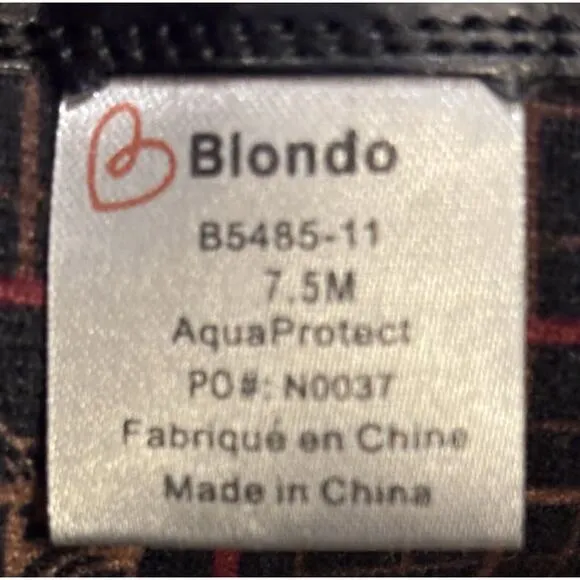 Blondo
B5485-11
7.5M
AquaProtect
PO#: N0037
Fabriqué en Chine
Made in China